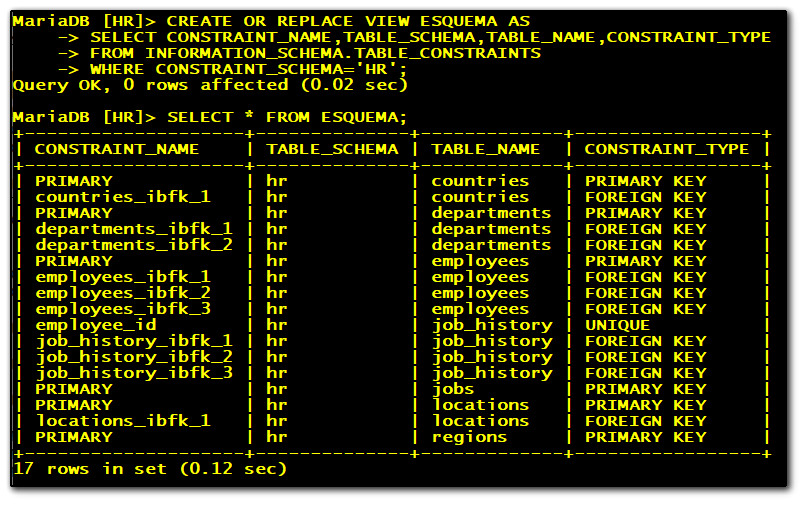 MariaDB [HR]> CREATE OR REPLACE VIEW ESQUEMA AS
    -> SELECT CONSTRAINT_NAME,TABLE_SCHEMA,TABLE_NAME,CONSTRAINT_TYPE
    -> FROM INFORMATION_SCHEMA.TABLE_CONSTRAINTS
    -> WHERE CONSTRAINT_SCHEMA='HR';
Query OK, 0 rows affected (0.02 sec)
MariaDB [HR]> SELECT * FROM ESQUEMA;
+--------------------+--------------+-------------+-----------------+
| CONSTRAINT_NAME    | TABLE_SCHEMA | TABLE_NAME  | CONSTRAINT_TYPE |
+--------------------+--------------+-------------+-----------------+
| PRIMARY            | hr           | countries   | PRIMARY KEY     |
| countries_ibfk_1   | hr           | countries   | FOREIGN KEY     |
| PRIMARY            | hr           | departments | PRIMARY KEY     |
| departments_ibfk_1 | hr           | departments | FOREIGN KEY     |
| departments_ibfk_2 | hr           | departments | FOREIGN KEY     |
| PRIMARY            | hr           | employees   | PRIMARY KEY     |
| employees_ibfk_1   | hr           | employees   | FOREIGN KEY     |
| employees_ibfk_2   | hr           | employees   | FOREIGN KEY     |
| employees_ibfk_3   | hr           | employees   | FOREIGN KEY     |
| employee_id        | hr           | job_history | UNIQUE          |
| job_history_ibfk_1 | hr           | job_history | FOREIGN KEY     |
| job_history_ibfk_2 | hr           | job_history | FOREIGN KEY     |
| job_history_ibfk_3 | hr           | job_history | FOREIGN KEY     |
| PRIMARY            | hr           | jobs        | PRIMARY KEY     |
| PRIMARY            | hr           | locations   | PRIMARY KEY     |
| locations_ibfk_1   | hr           | locations   | FOREIGN KEY     |
| PRIMARY            | hr           | regions     | PRIMARY KEY     |
+--------------------+--------------+-------------+-----------------+
17 rows in set (0.12 sec)